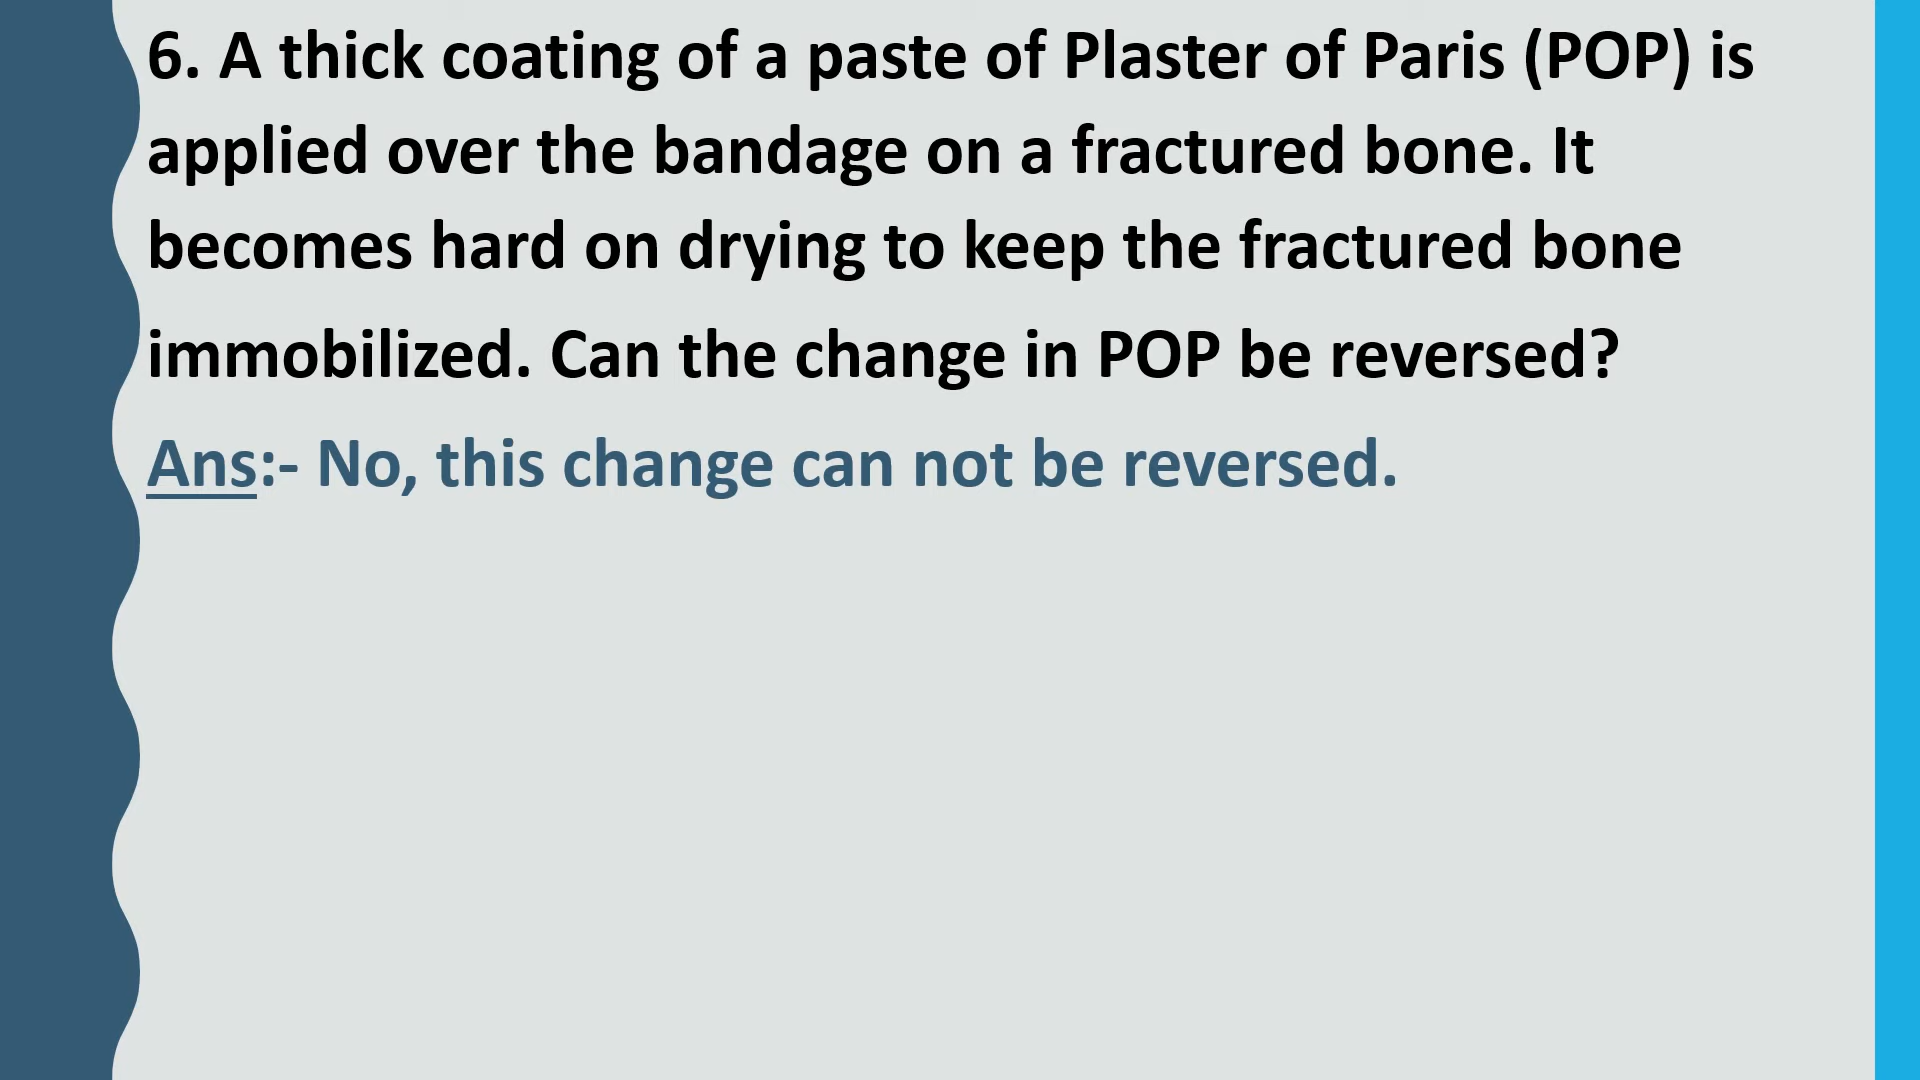 6. A thick coating of a paste of Plaster of Paris (POP) is
applied over the bandage on a fractured bone. It
becomes hard on drying to keep the fractured bone
immobilized. Can the change in POP be reversed?
Ans:- No, this change can not be reversed.